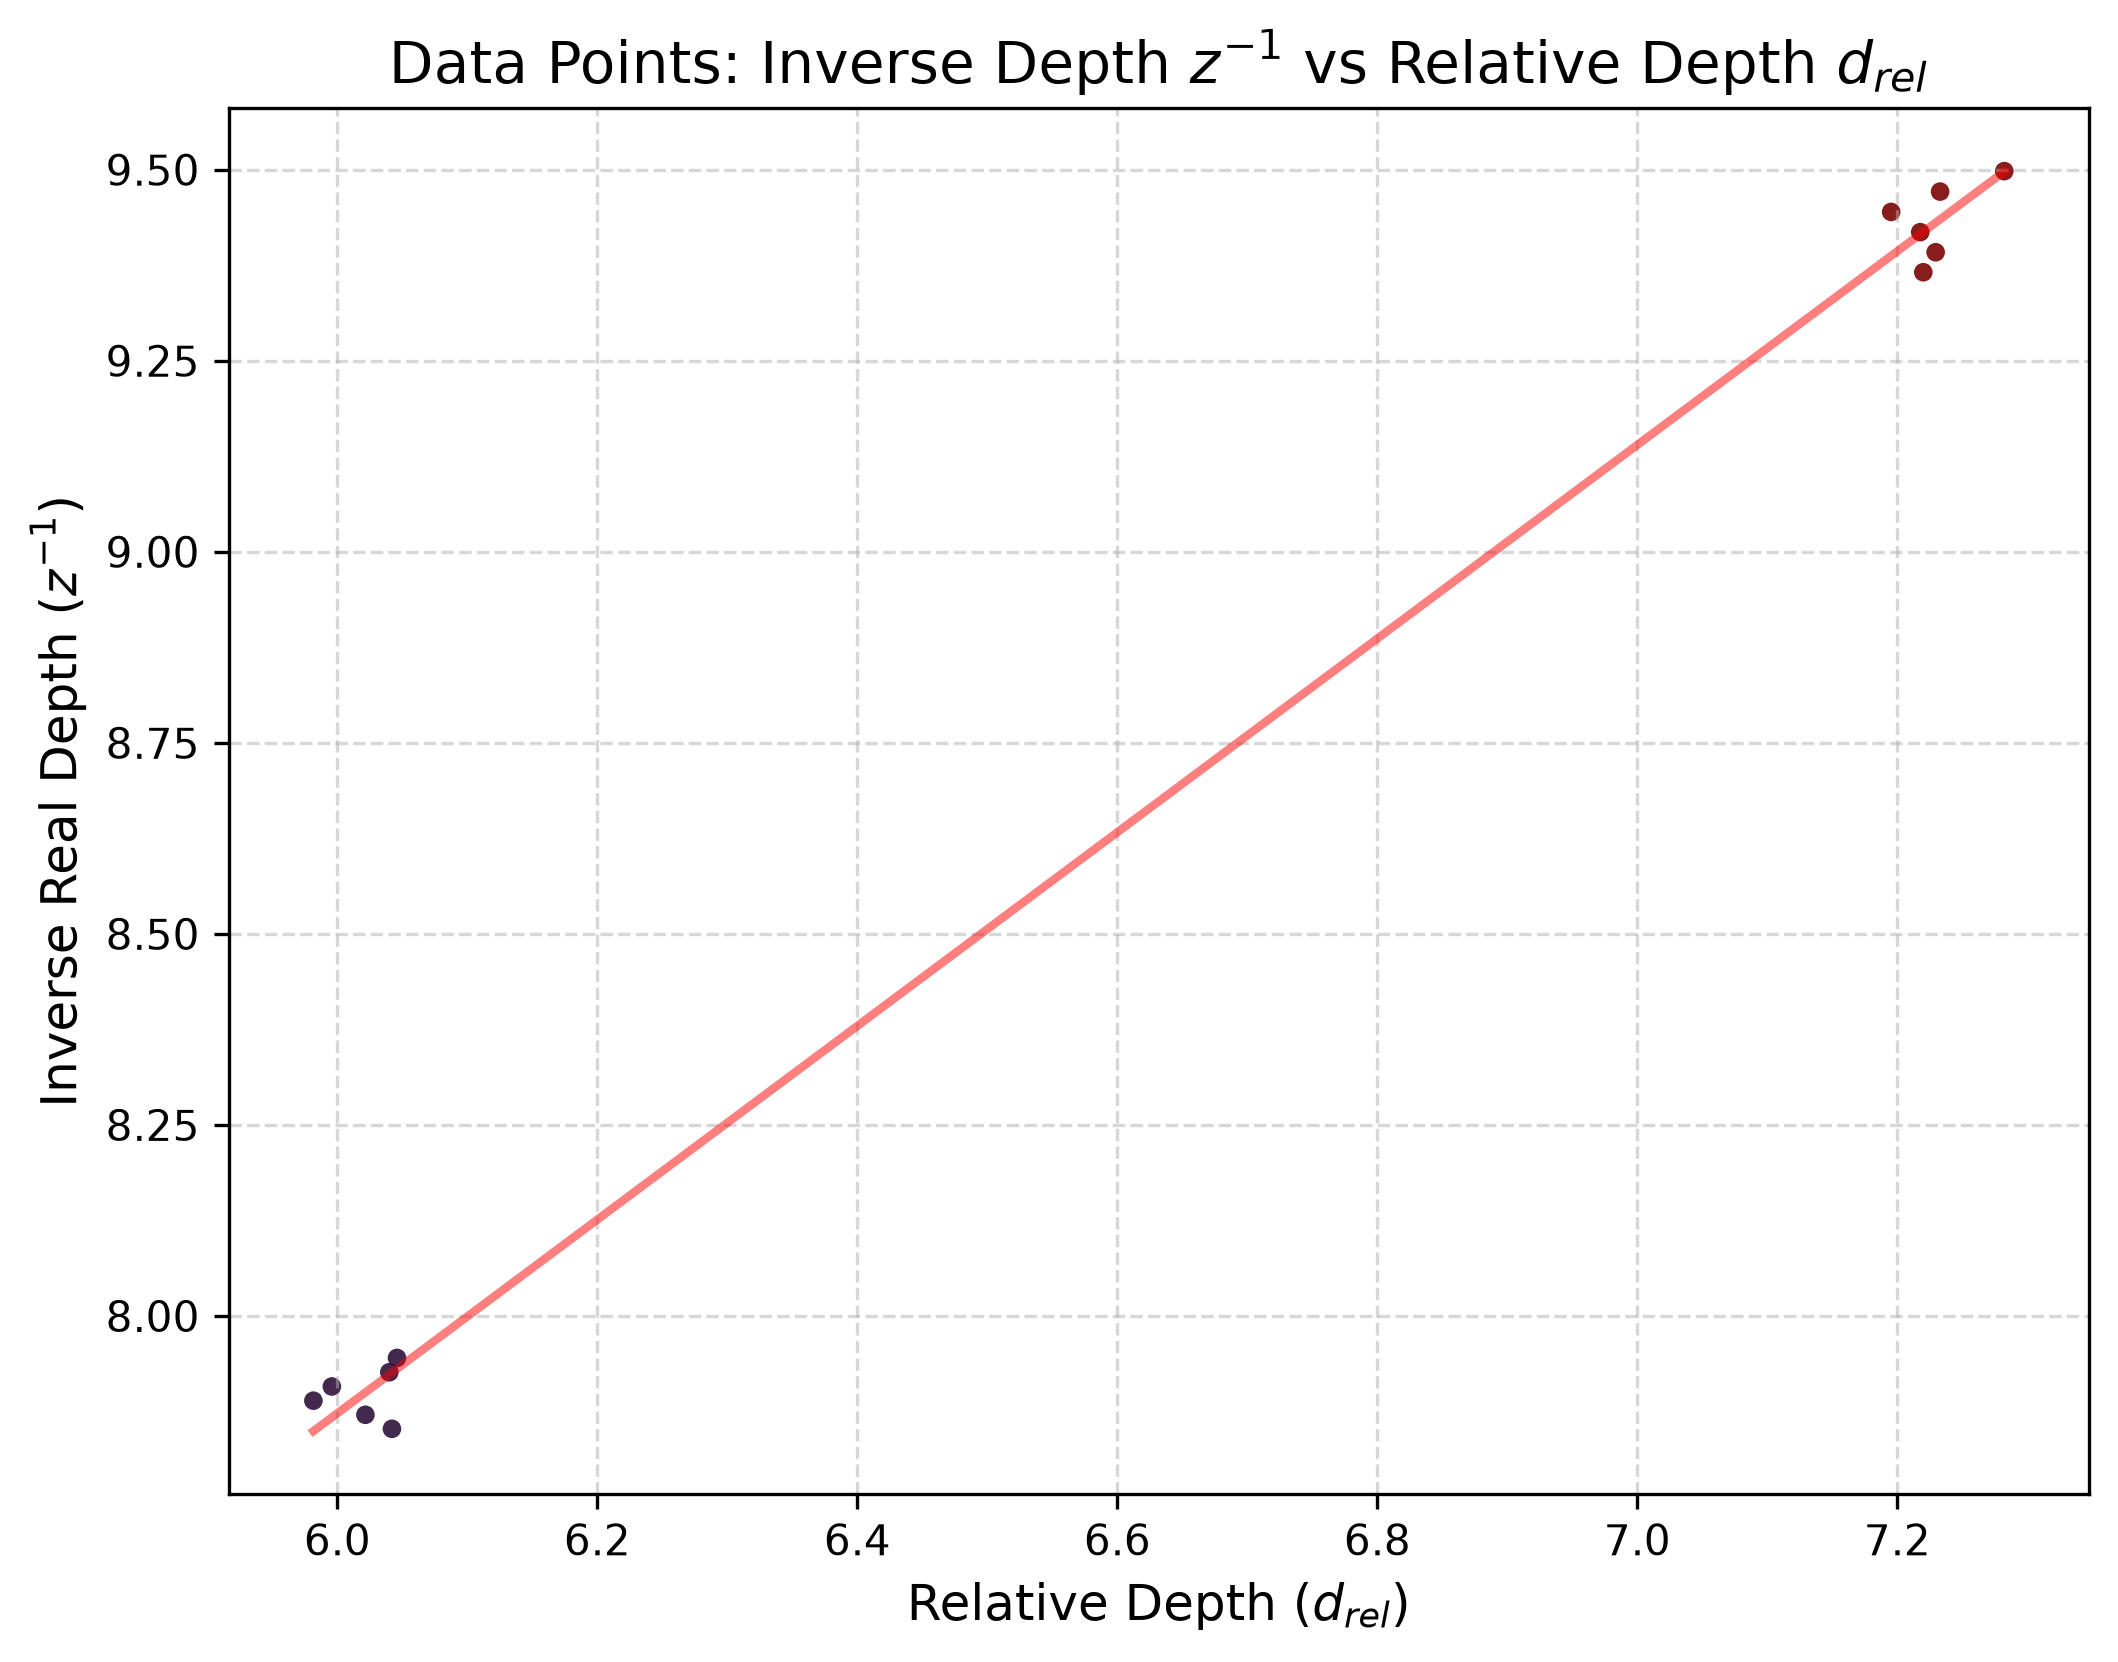 Data Points: Inverse Depth z⁻¹ vs Relative Depth d_rel
9.50
9.25
9.00
8.75
8.50
8.25
8.00
Inverse Real Depth (z⁻¹)
6.0 6.2 6.4 6.6 6.8 7.0 7.2
Relative Depth (d_rel)